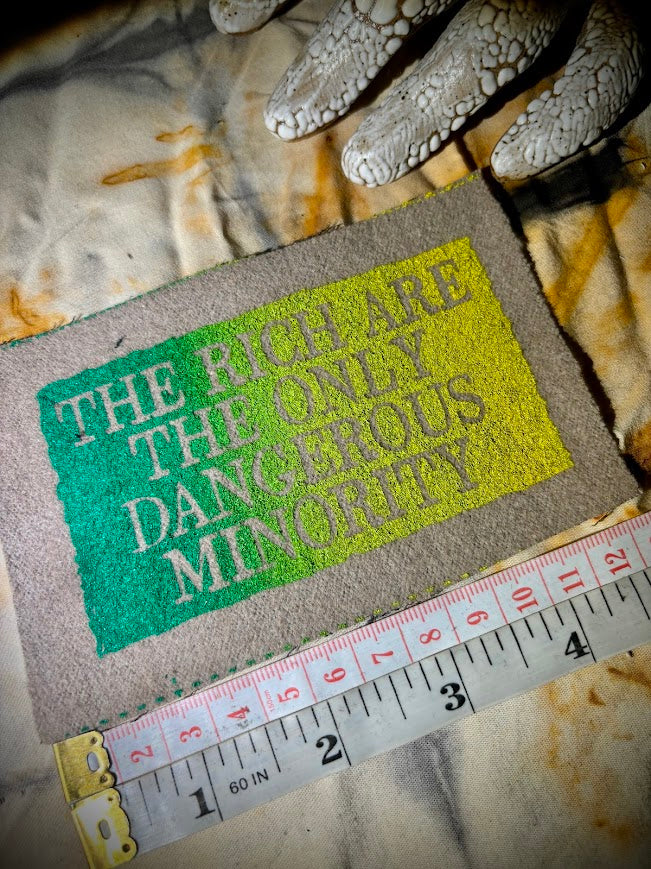 THE RICH ARE
THE ONLY
DANGEROUS
MINORITY
2 3 4 5 6 7 8 9 10 11 12
1 60 IN 2 3 4